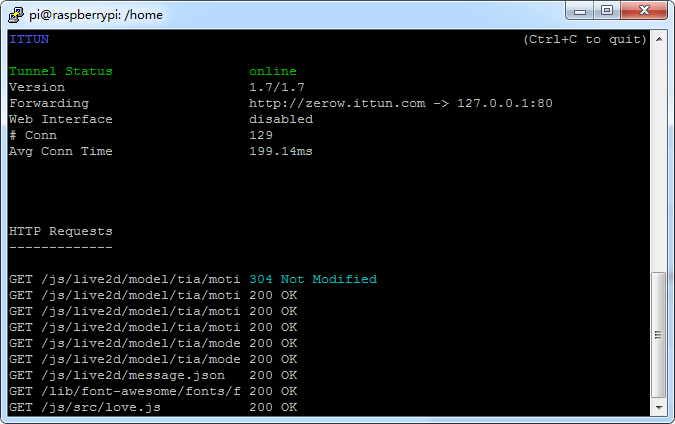 pi@raspberrypi: /home
ITTUN (Ctrl+C to quit)
Tunnel Status online
Version 1.7/1.7
Forwarding http://zerow.ittun.com -> 127.0.0.1:80
Web Interface disabled
# Conn 129
Avg Conn Time 199.14ms
HTTP Requests
-------------
GET /js/live2d/model/tia/moti 304 Not Modified
GET /js/live2d/model/tia/moti 200 OK
GET /js/live2d/model/tia/moti 200 OK
GET /js/live2d/model/tia/moti 200 OK
GET /js/live2d/model/tia/mode 200 OK
GET /js/live2d/model/tia/mode 200 OK
GET /js/live2d/message.json 200 OK
GET /lib/font-awesome/fonts/f 200 OK
GET /js/src/love.js 200 OK